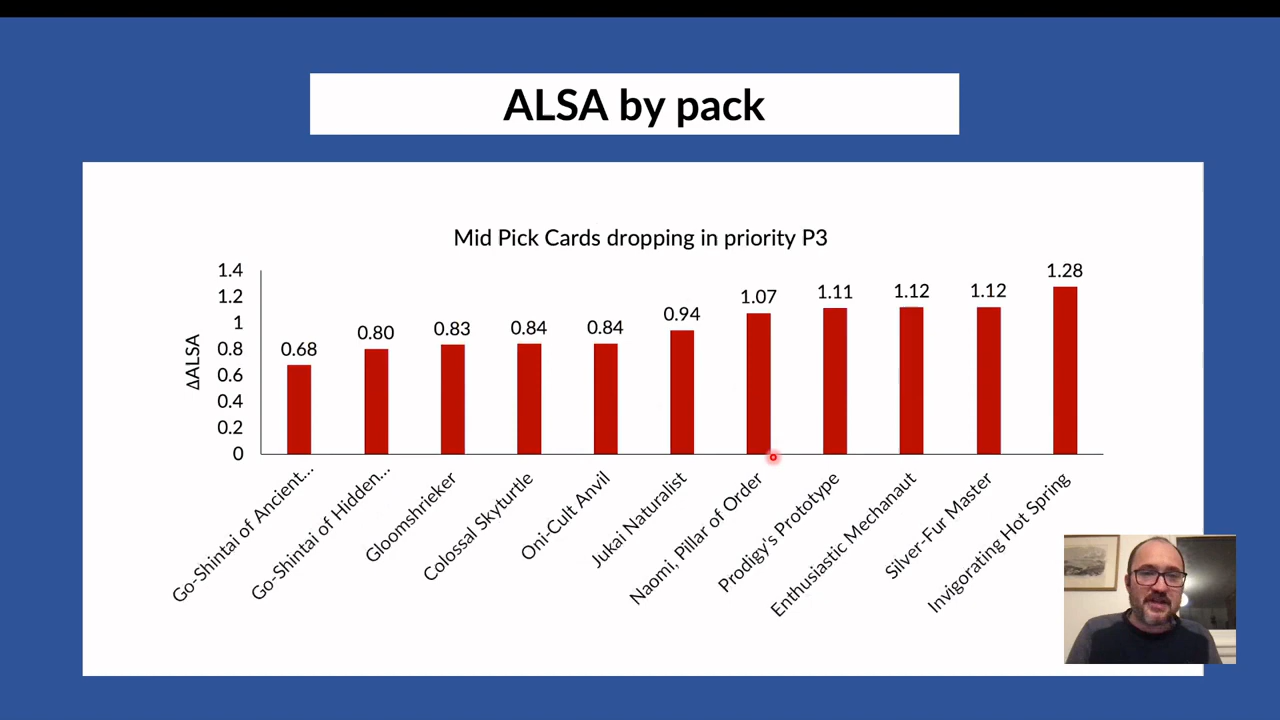 ALSA by pack
Mid Pick Cards dropping in priority P3
ΔALSA
1.4
1.2
1
0.8
0.6
0.4
0.2
0
0.68
0.80
0.83
0.84
0.84
0.94
1.07
1.11
1.12
1.12
1.28
Go-Shintai of Ancient...
Go-Shintai of Hidden...
Gloomshrieker
Colossal Skyturtle
Oni-Cult Anvil
Jukai Naturalist
Naomi, Pillar of Order
Prodigy's Prototype
Enthusiastic Mechanaut
Silver-Fur Master
Invigorating Hot Spring